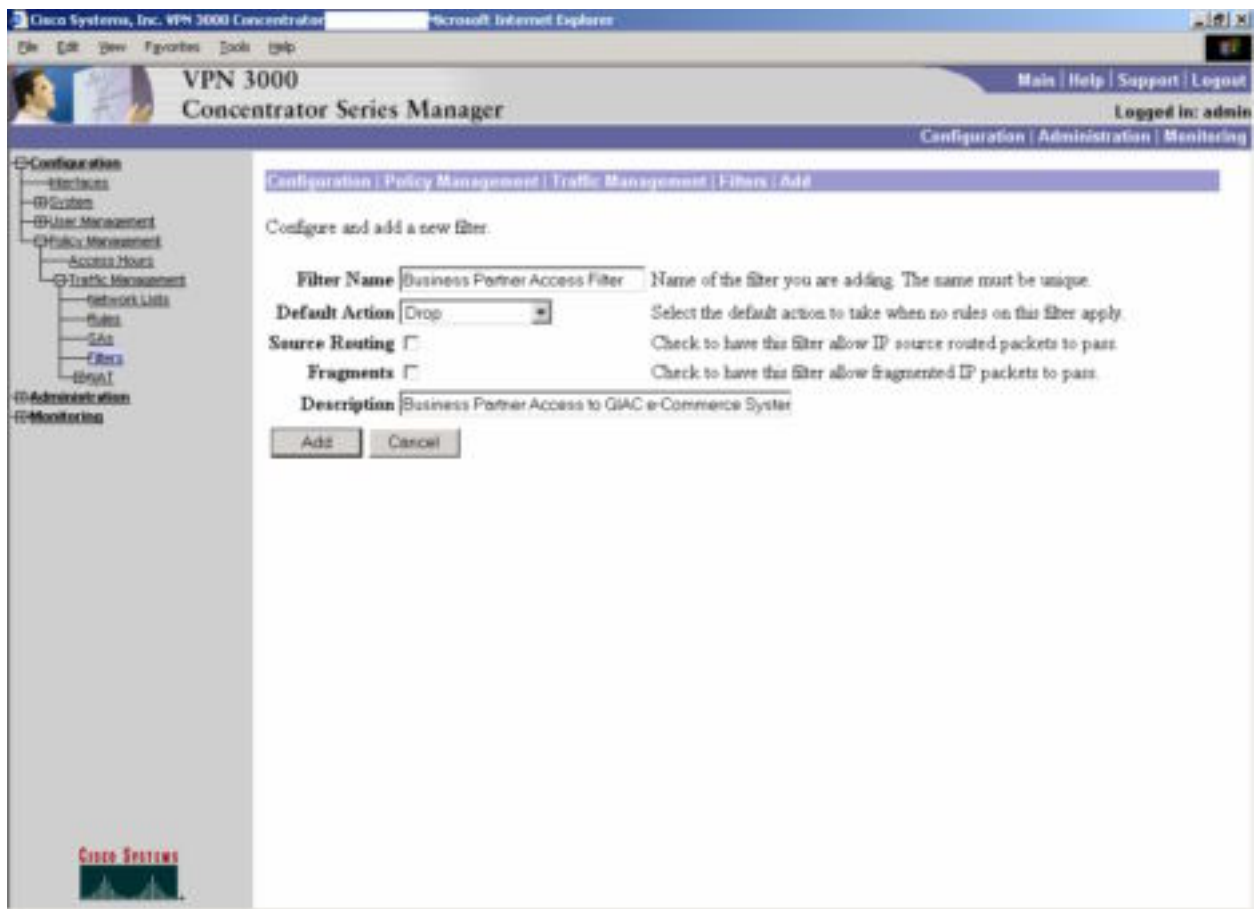 Cisco Systems, Inc. VPN 3000 Concentrator Microsoft Internet Explorer
File Edit View Favorites Tools Help
VPN 3000
Concentrator Series Manager
Main | Help | Support | Logout
Logged in: admin
Configuration | Administration | Monitoring
Configuration
Interfaces
System
User Management
Policy Management
Access Hours
Traffic Management
Network Lists
Rules
SAs
Filters
NAT
Administration
Monitoring
Configuration | Policy Management | Traffic Management | Filters | Add
Configure and add a new filter.
Filter Name Business Partner Access Filter Name of the filter you are adding. The name must be unique.
Default Action Drop Select the default action to take when no rules on this filter apply.
Source Routing Check to have this filter allow IP source routed packets to pass.
Fragments Check to have this filter allow fragmented IP packets to pass.
Description Business Partner Access to GIAC e-Commerce System
Add Cancel
Cisco Systems